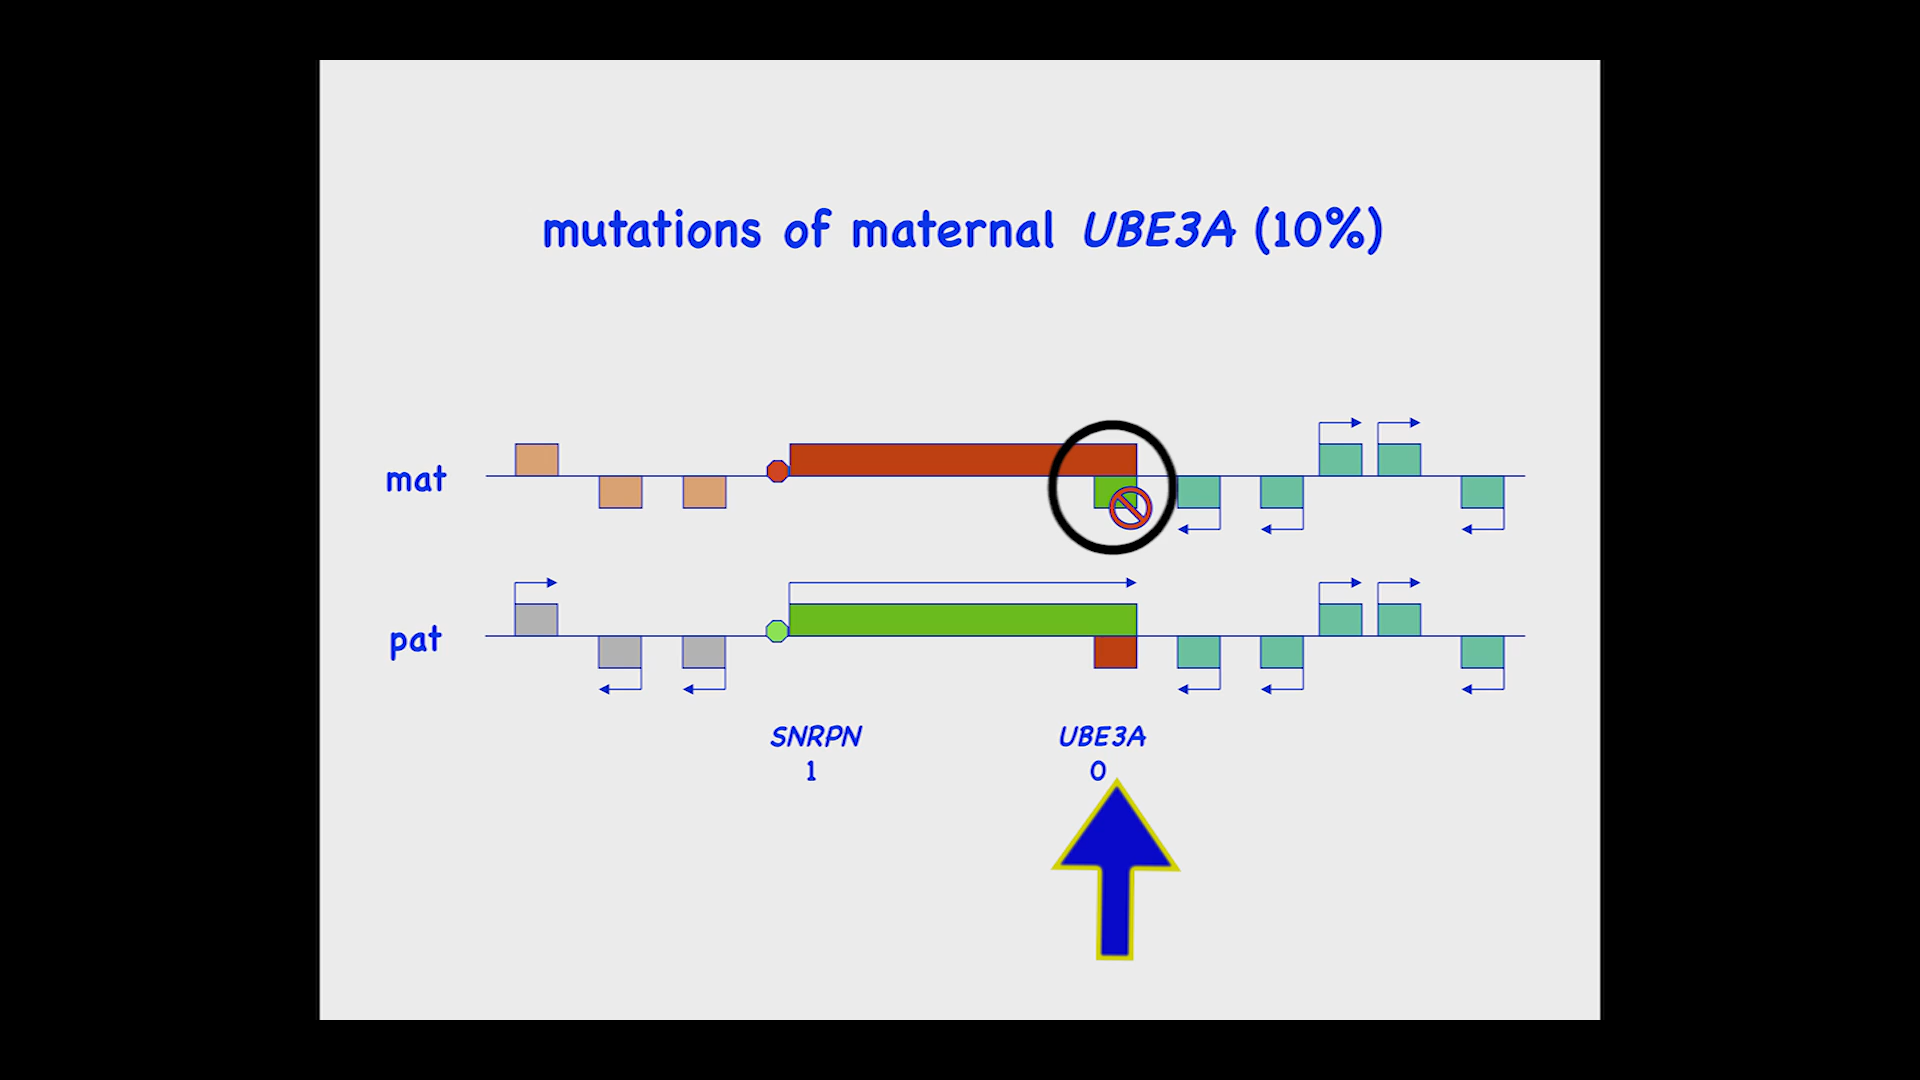 mutations of maternal UBE3A (10%)
mat
pat
SNRPN UBE3A
1 0